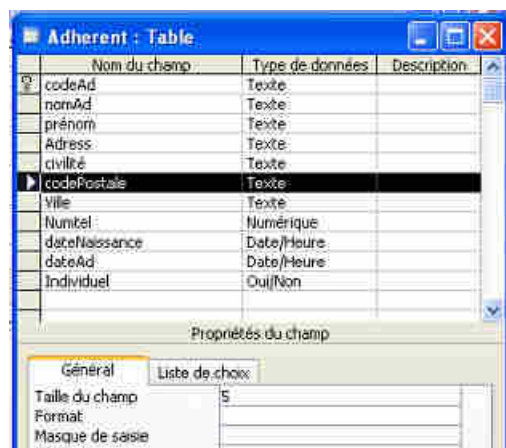 Adherent : Table
Nom du champ Type de données Description
codeAd Texte
nomAd Texte
prénom Texte
Adress Texte
civilité Texte
codePostale Texte
Ville Texte
Numtel Numérique
dateNaissance Date/Heure
dateAd Date/Heure
Individuel Oui/Non
Propriétés du champ
Général Liste de choix
Taille du champ 5
Format
Masque de saisie